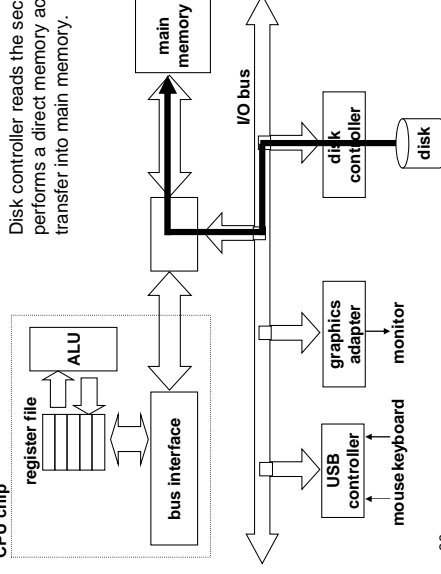 Disk controller reads the sec
performs a direct memory ac
transfer into main memory.
CPU chip
register file
ALU
bus interface
main
memory
I/O bus
USB
controller
graphics
adapter
disk
controller
mouse
keyboard
monitor
disk